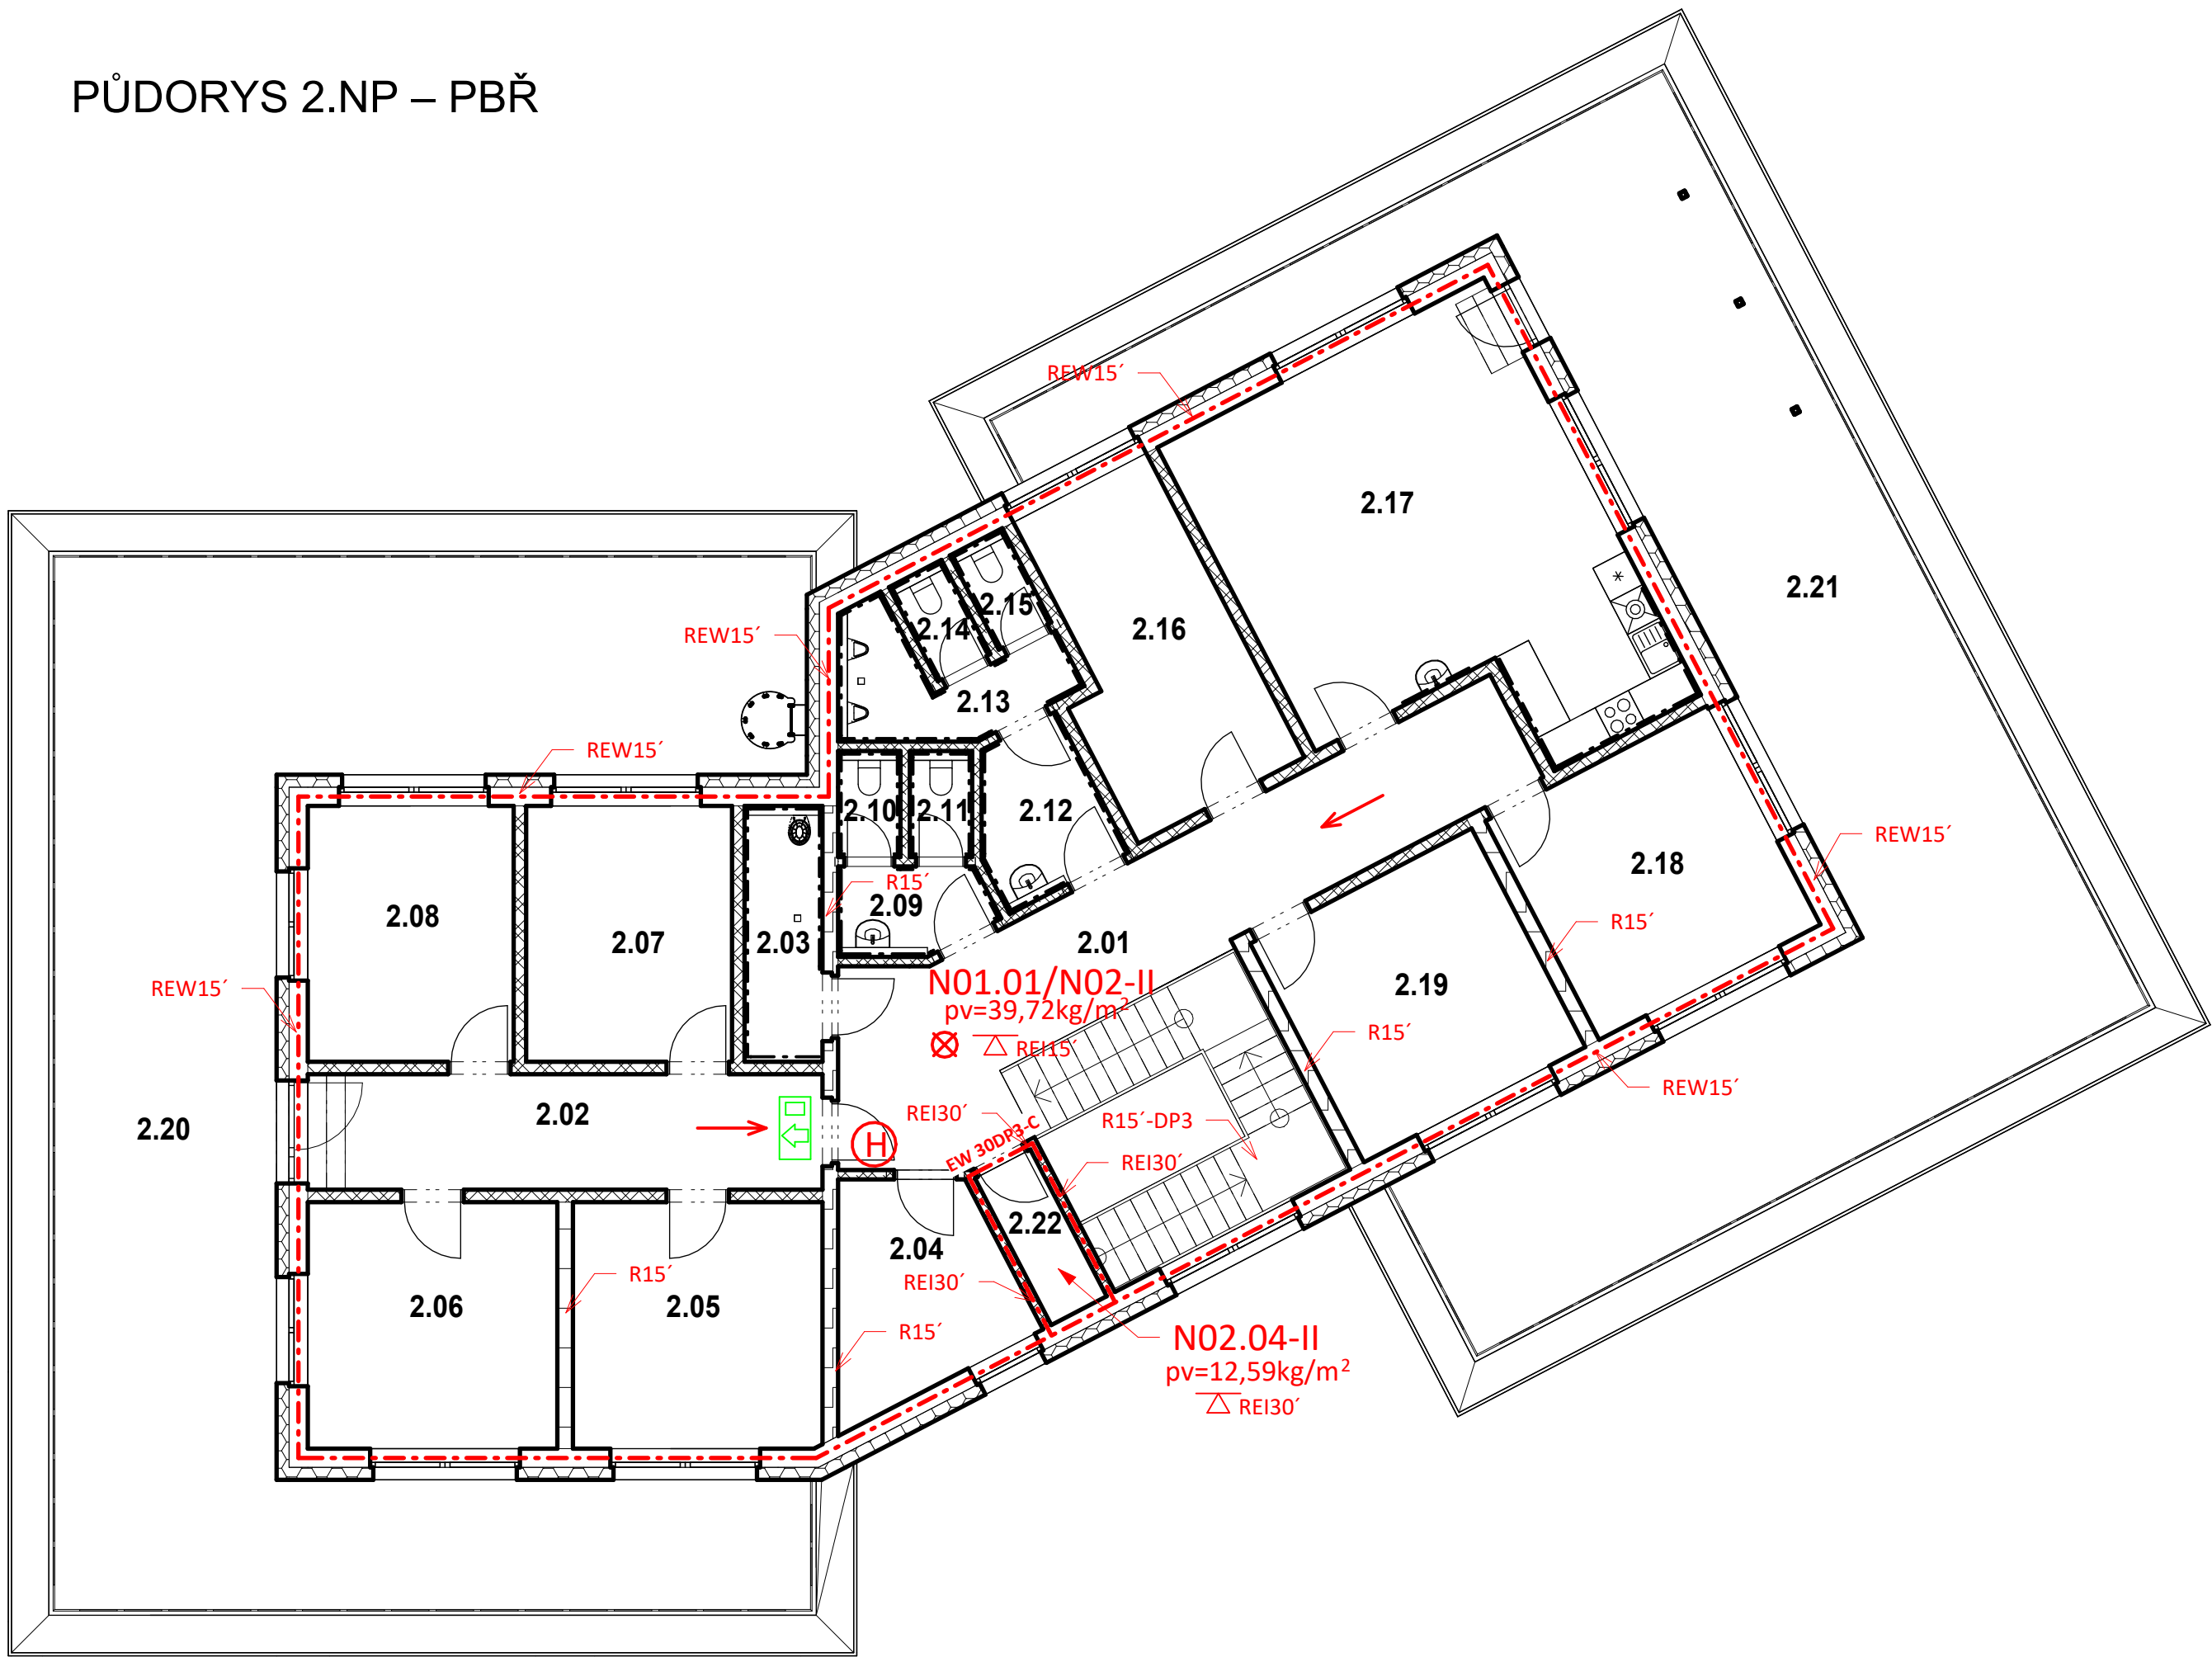 PŮDORYS 2.NP – PBŘ
REW15´
2.17
2.21
2.15
2.14
2.16
REW15´
2.13
REW15´
2.10
2.11
2.12
REW15´
2.18
R15´
2.09
2.08
R15´
2.07
2.03
2.01
N01.01/N02-II
pv=39,72kg/m²
REI15´
2.19
REW15´
R15´
REW15´
2.02
2.20
REI30´
R15´-DP3
H
EW 30DP3-C
REI30´
2.22
2.04
REI30´
R15´
2.06
2.05
R15´
N02.04-II
pv=12,59kg/m²
REI30´